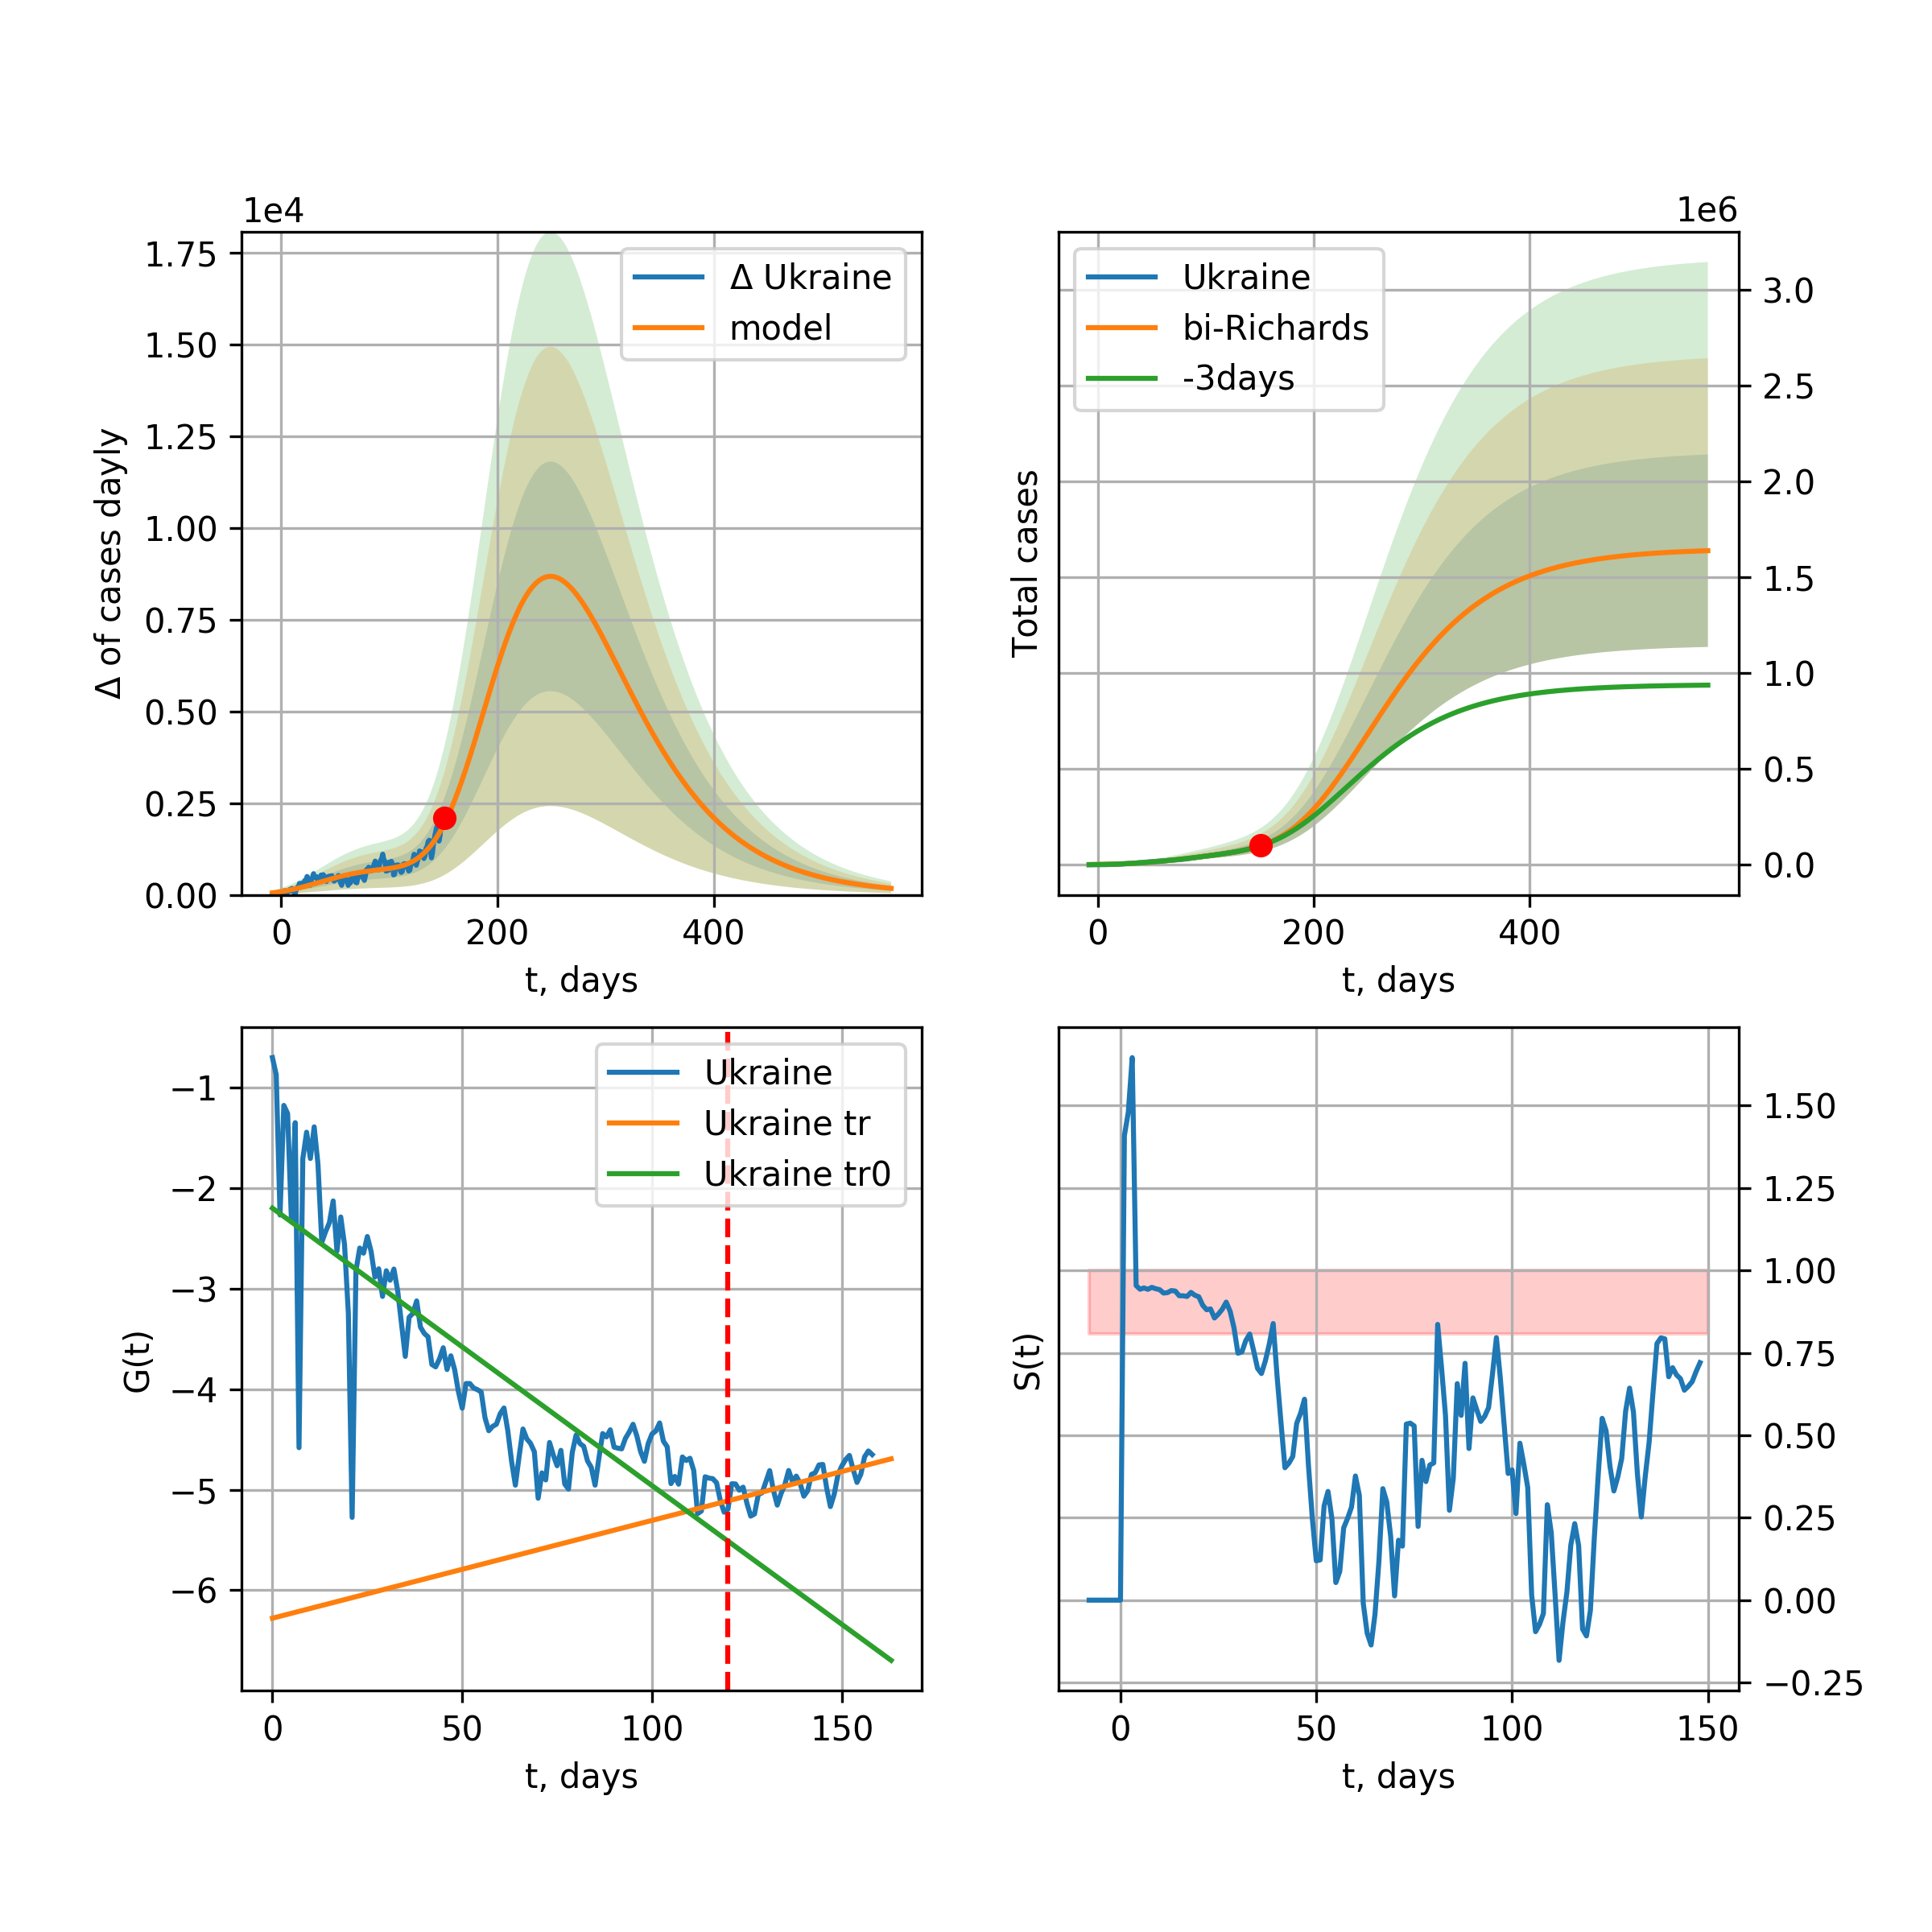 1e4
1.75
1.50
1.25
1.00
0.75
0.50
0.25
0.00
Δ of cases dayly
0
200
400
t, days
Δ Ukraine
model
1e6
3.0
2.5
2.0
1.5
1.0
0.5
0.0
Total cases
0
200
400
t, days
Ukraine
bi-Richards
-3days
−1
−2
−3
−4
−5
−6
G(t)
0
50
100
150
t, days
Ukraine
Ukraine tr
Ukraine tr0
1.50
1.25
1.00
0.75
0.50
0.25
0.00
−0.25
S(t)
0
50
100
150
t, days